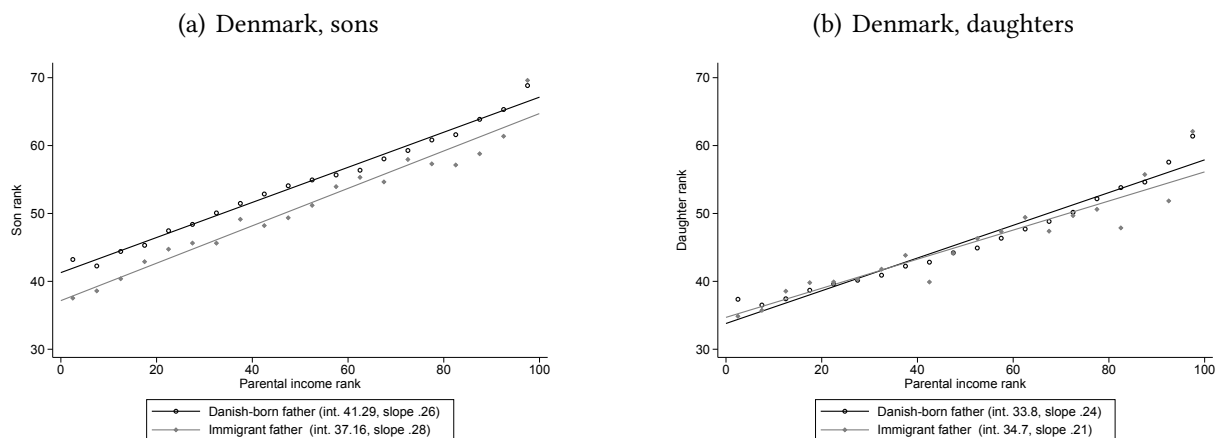 (a) Denmark, sons
70
60
50
40
30
Son rank
0 20 40 60 80 100
Parental income rank
Danish-born father (int. 41.29, slope .26)
Immigrant father (int. 37.16, slope .28)
(b) Denmark, daughters
70
60
50
40
30
Daughter rank
0 20 40 60 80 100
Parental income rank
Danish-born father (int. 33.8, slope .24)
Immigrant father (int. 34.7, slope .21)